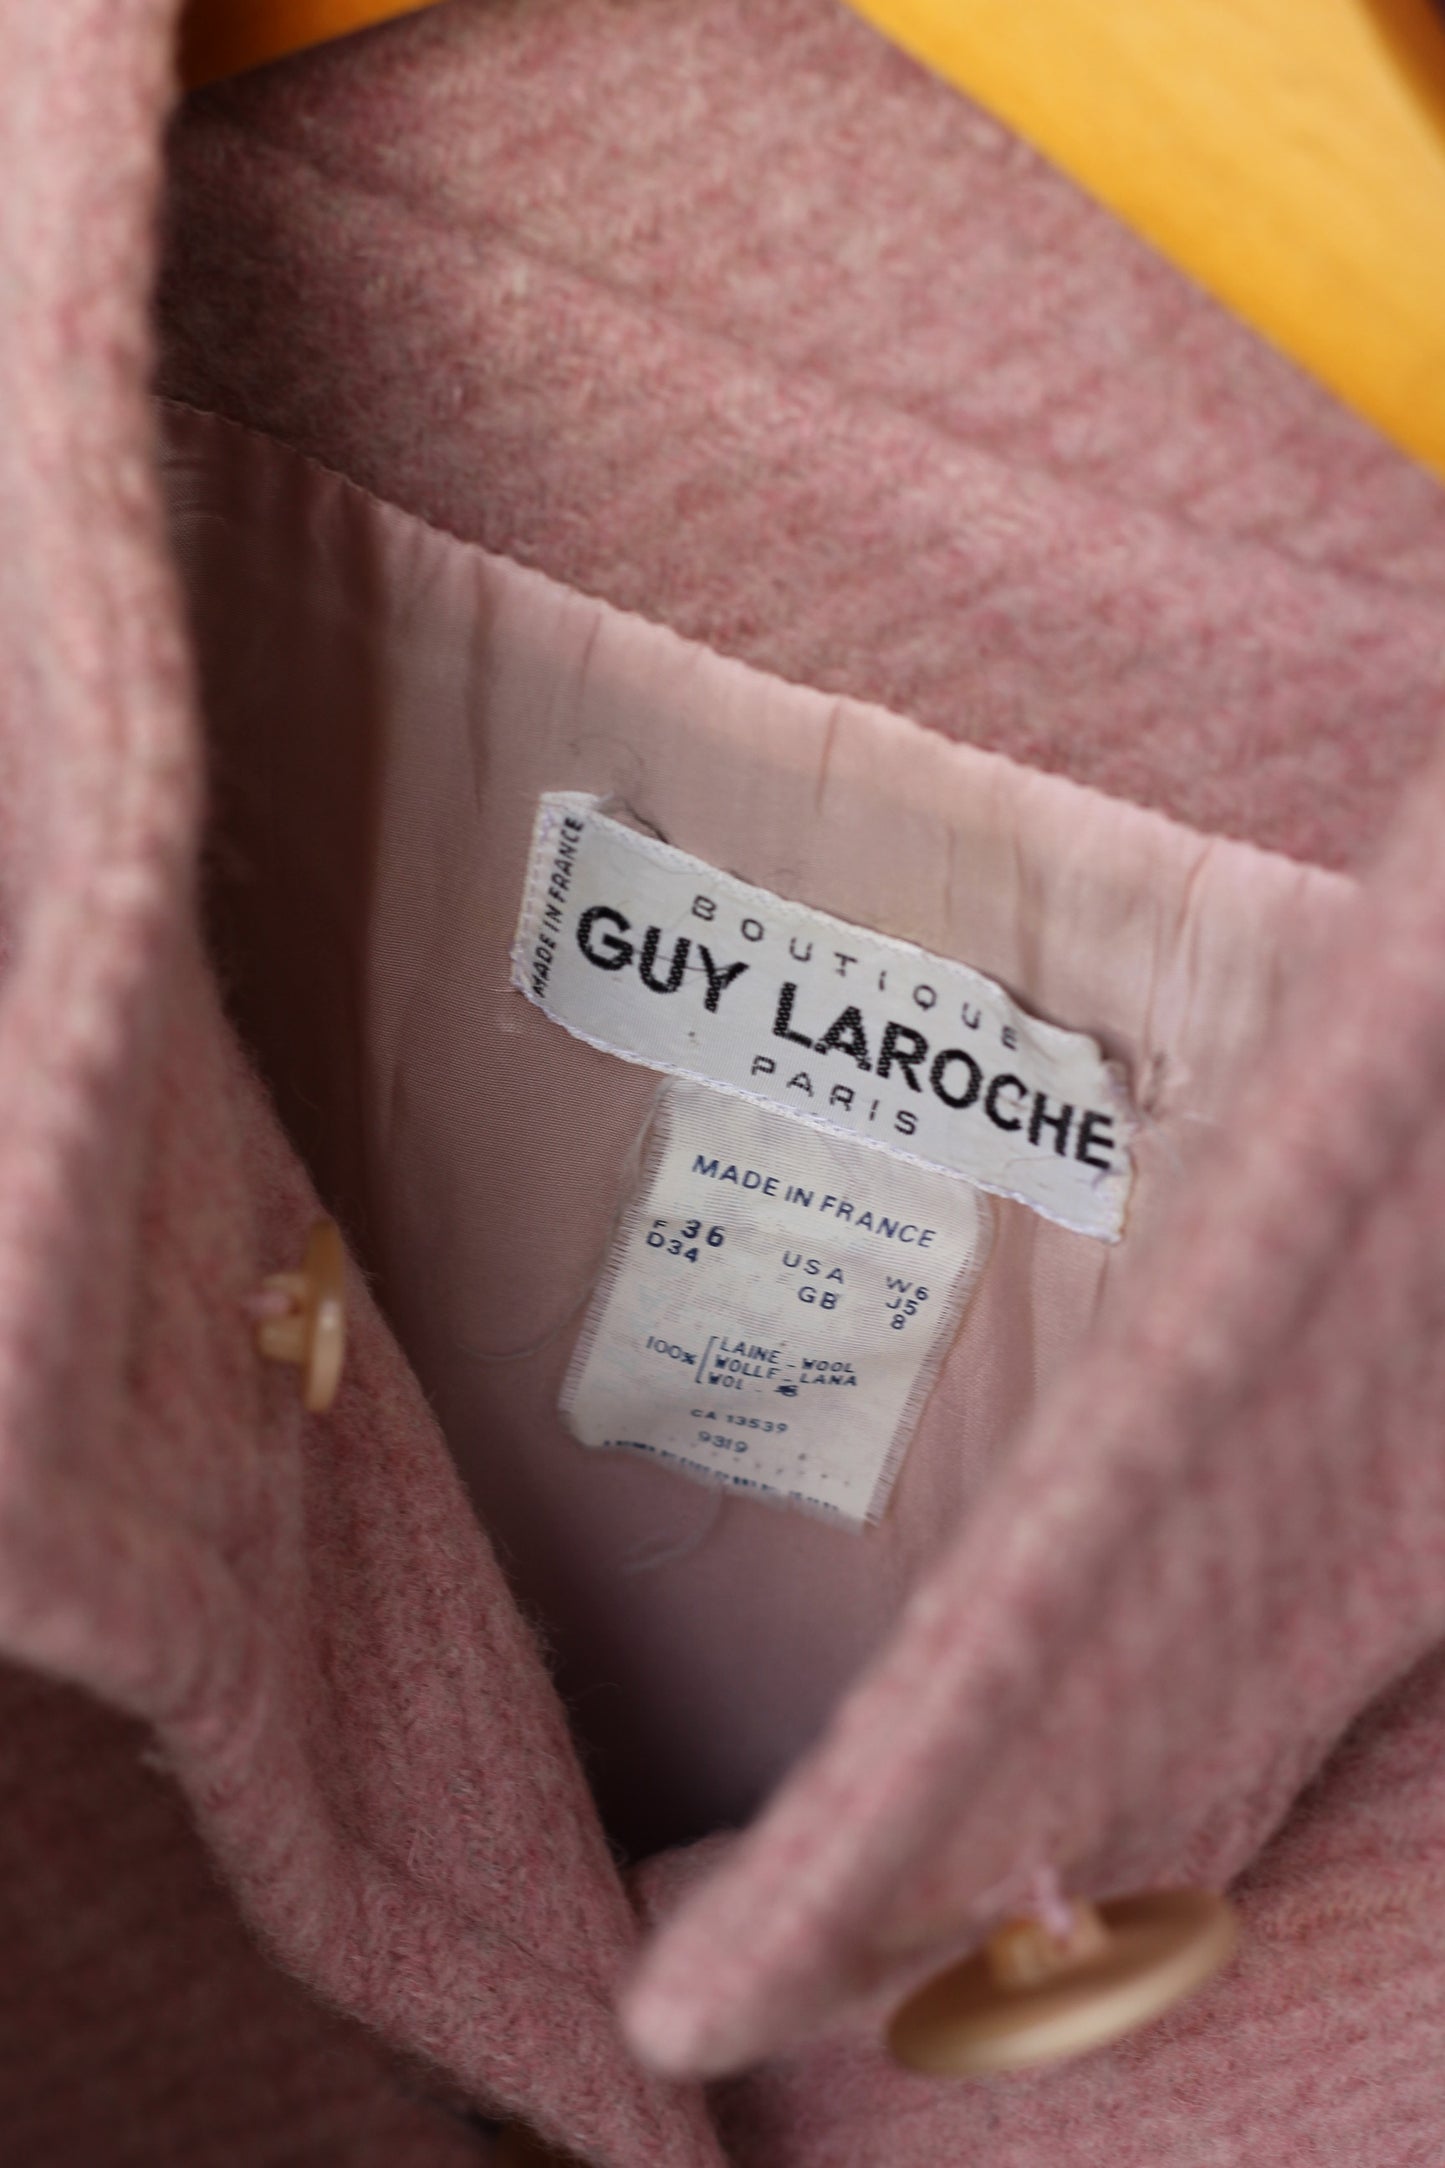 MADE IN FRANCE
BOUTIQUE
GUY LAROCHE
PARIS
MADE IN FRANCE
F 36 USA W6
D34 J5
GB 8
100% LAINE - WOOL
WOLLE - LANA
WOL -
CA 13539
9319